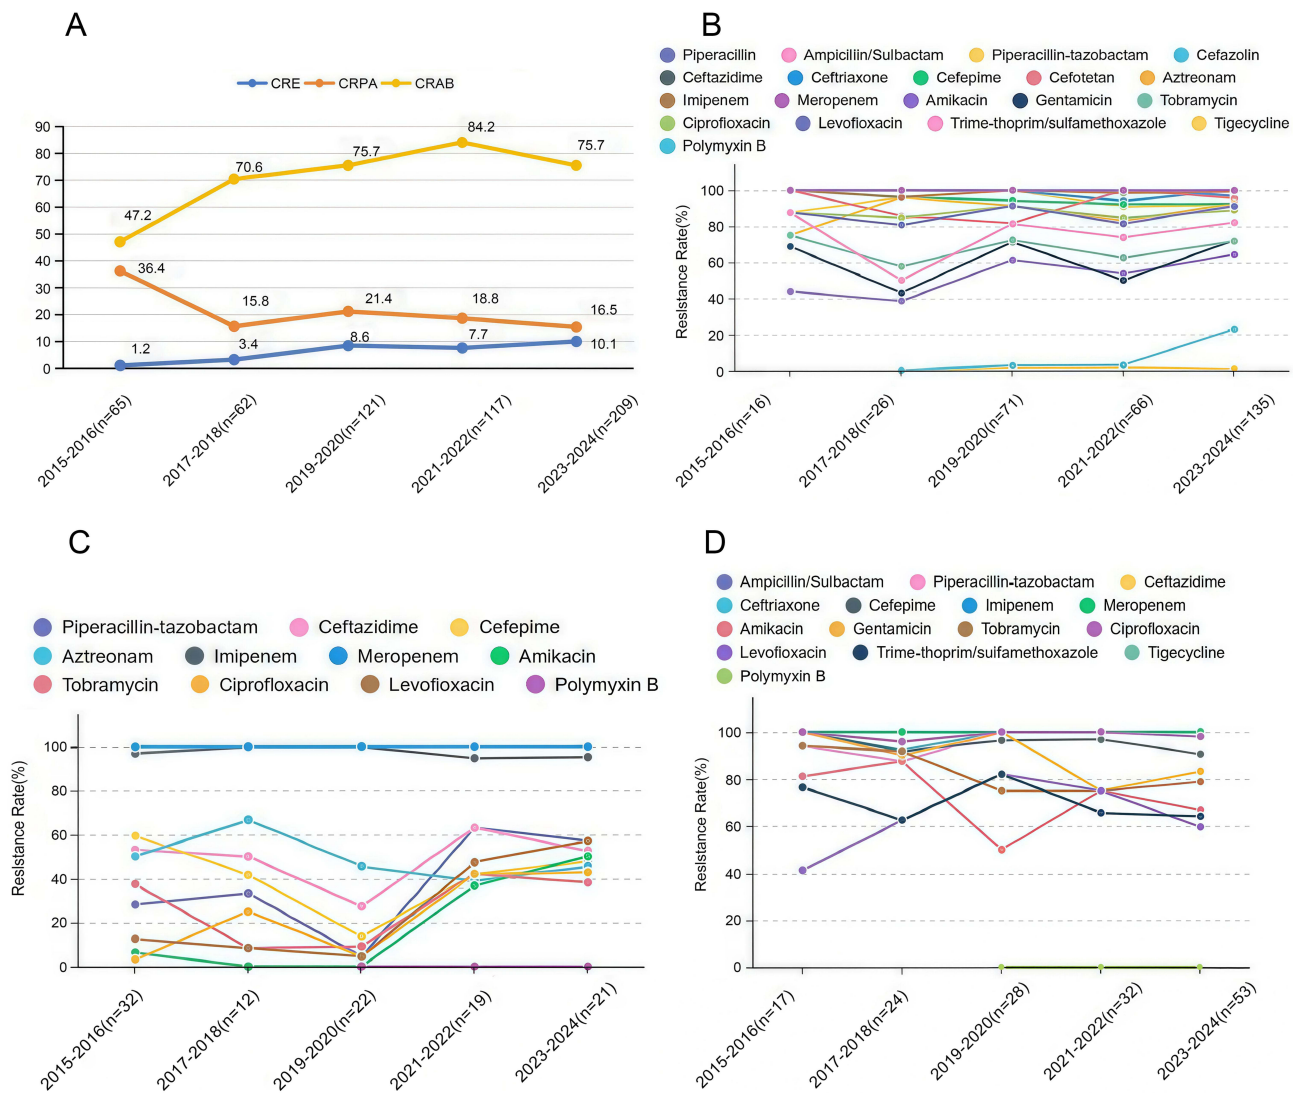 A
CRE CRPA CRAB
90
80
70
60
50
40
30
20
10
0
47.2
70.6
75.7
84.2
75.7
36.4
15.8
21.4
18.8
16.5
1.2
3.4
8.6
7.7
10.1
2015-2016(n=65)
2017-2018(n=62)
2019-2020(n=121)
2021-2022(n=117)
2023-2024(n=209)
B
Piperacillin Ampiciliin/Sulbactam Piperacillin-tazobactam Cefazolin
Ceftazidime Ceftriaxone Cefepime Cefotetan Aztreonam
Imipenem Meropenem Amikacin Gentamicin Tobramycin
Ciprofloxacin Levofloxacin Trime-thoprim/sulfamethoxazole Tigecycline
Polymyxin B
Resistance Rate(%)
100
80
60
40
20
0
2015-2016(n=16)
2017-2018(n=26)
2019-2020(n=71)
2021-2022(n=66)
2023-2024(n=135)
C
Piperacillin-tazobactam Ceftazidime Cefepime
Aztreonam Imipenem Meropenem Amikacin
Tobramycin Ciprofloxacin Levofioxacin Polymyxin B
Resistance Rate(%)
100
80
60
40
20
0
2015-2016(n=32)
2017-2018(n=12)
2019-2020(n=22)
2021-2022(n=19)
2023-2024(n=21)
D
Ampicillin/Sulbactam Piperacillin-tazobactam Ceftazidime
Ceftriaxone Cefepime Imipenem Meropenem
Amikacin Gentamicin Tobramycin Ciprofloxacin
Levofloxacin Trime-thoprim/sulfamethoxazole Tigecycline
Polymyxin B
Resistance Rate(%)
100
80
60
40
20
0
2015-2016(n=17)
2017-2018(n=24)
2019-2020(n=28)
2021-2022(n=32)
2023-2024(n=53)